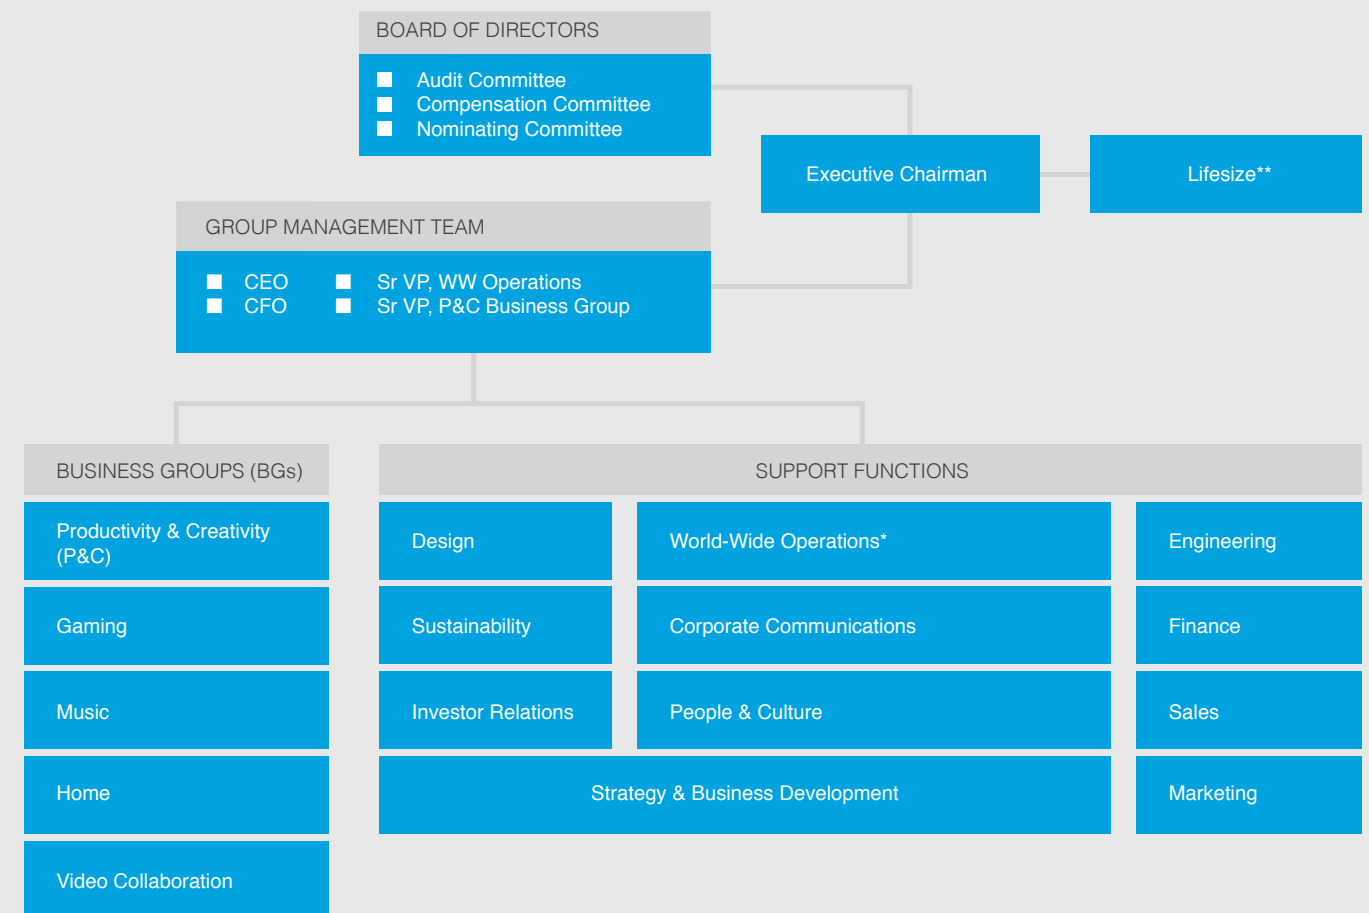 BOARD OF DIRECTORS
Audit Committee
Compensation Committee
Nominating Committee
Executive Chairman
Lifesize**
GROUP MANAGEMENT TEAM
CEO
CFO
Sr VP, WW Operations
Sr VP, P&C Business Group
BUSINESS GROUPS (BGs)
Productivity & Creativity
(P&C)
Gaming
Music
Home
Video Collaboration
SUPPORT FUNCTIONS
Design
World-Wide Operations*
Engineering
Sustainability
Corporate Communications
Finance
Investor Relations
People & Culture
Sales
Strategy & Business Development
Marketing